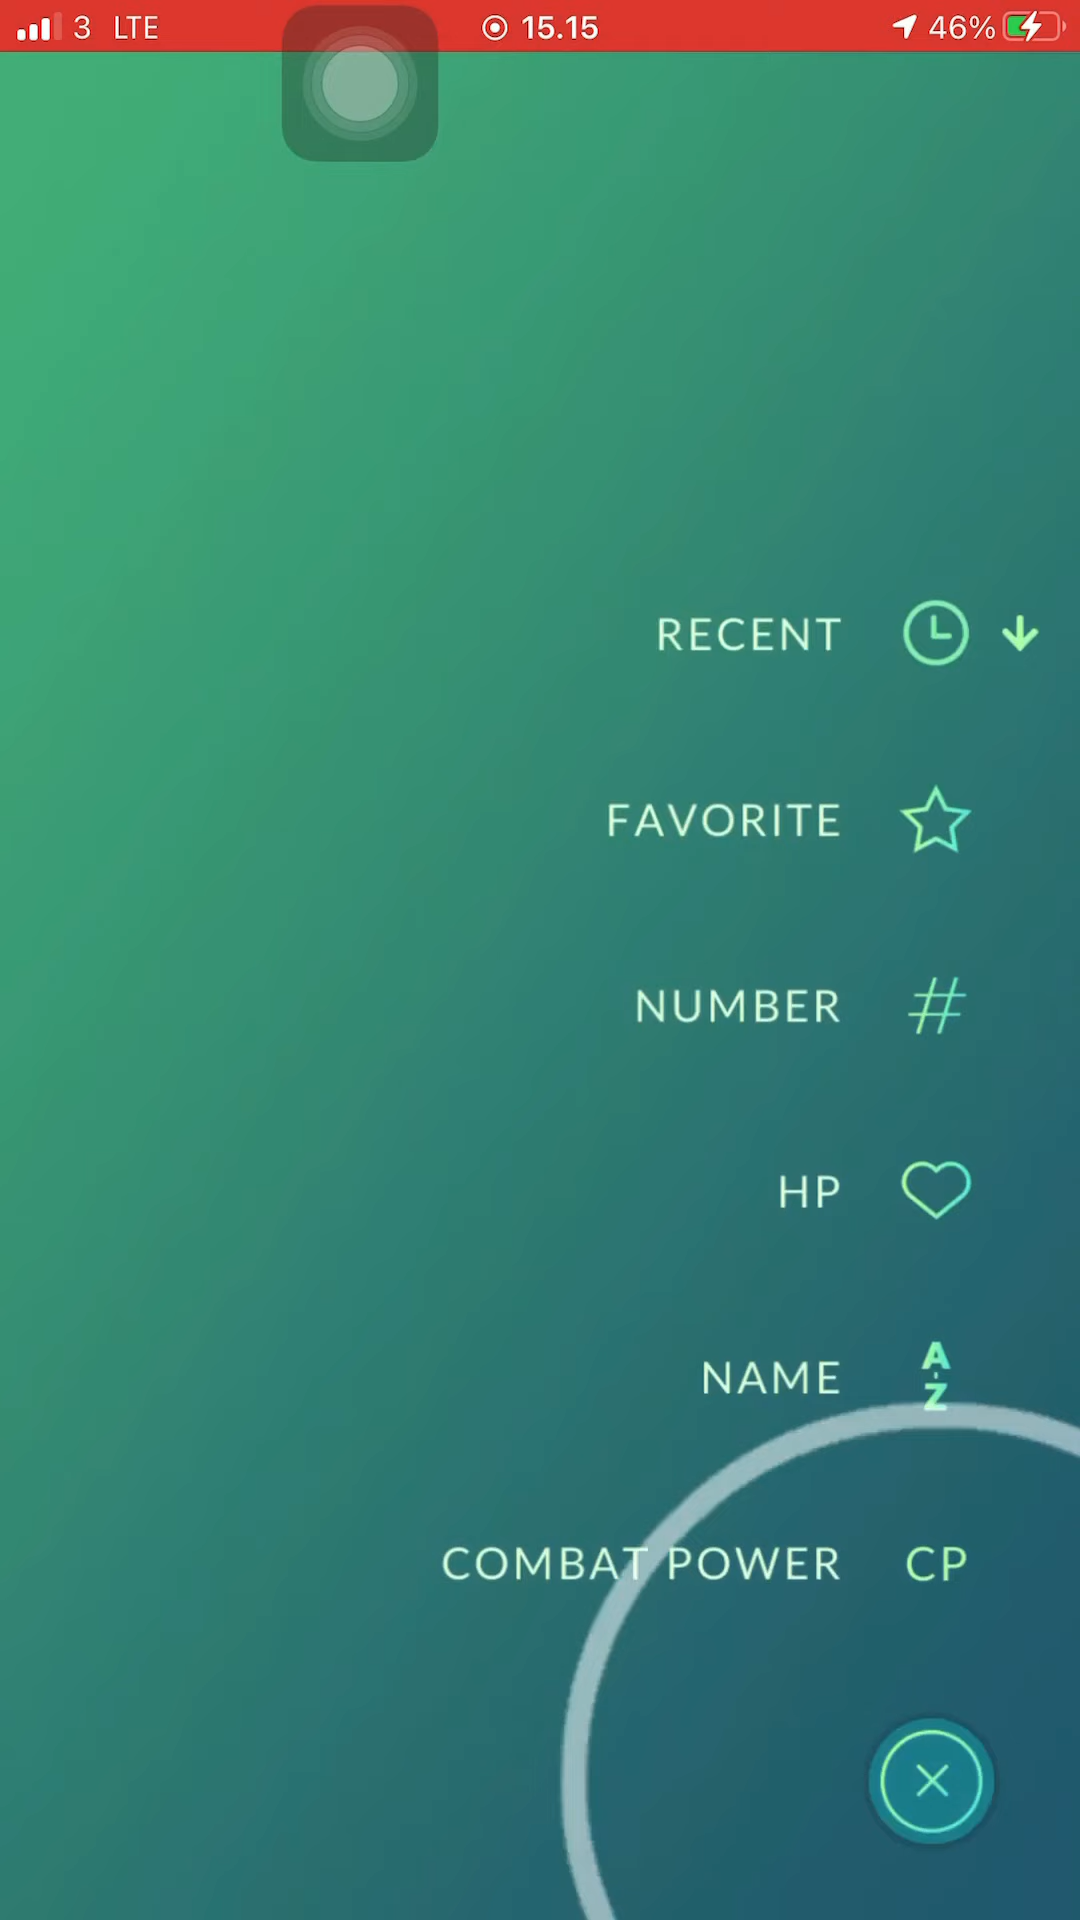 3 LTE 15.15 46%
RECENT
FAVORITE
NUMBER #
HP
NAME A-Z
COMBAT POWER CP